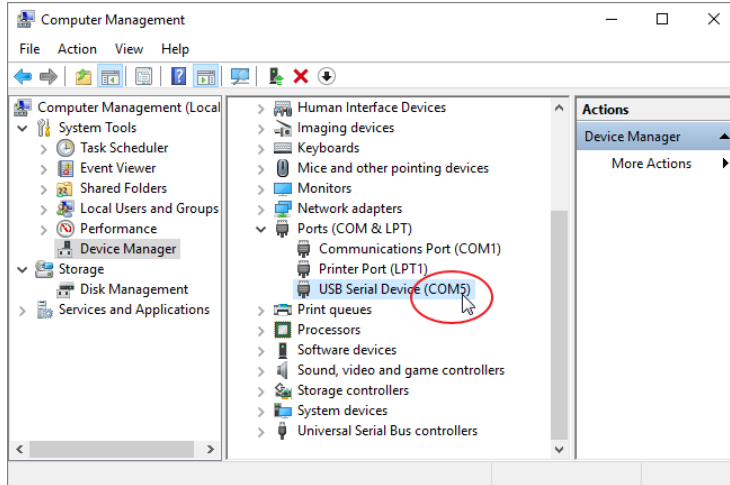 Computer Management
File Action View Help
Computer Management (Local
System Tools
Task Scheduler
Event Viewer
Shared Folders
Local Users and Groups
Performance
Device Manager
Storage
Disk Management
Services and Applications
Human Interface Devices
Imaging devices
Keyboards
Mice and other pointing devices
Monitors
Network adapters
Ports (COM & LPT)
Communications Port (COM1)
Printer Port (LPT1)
USB Serial Device (COM5)
Print queues
Processors
Software devices
Sound, video and game controllers
Storage controllers
System devices
Universal Serial Bus controllers
Actions
Device Manager
More Actions